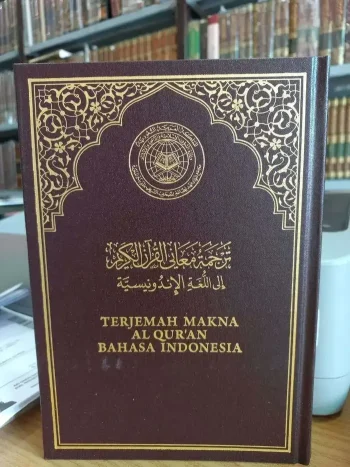 ترجمة معاني القرآن الكريم
إلى اللغة الإندونيسية
TERJEMAH MAKNA
AL QUR'AN
BAHASA INDONESIA